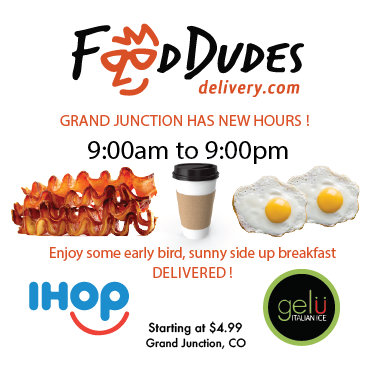 FOODDUDES
delivery.com
GRAND JUNCTION HAS NEW HOURS !
9:00am to 9:00pm
Enjoy some early bird, sunny side up breakfast
DELIVERED !
IHOP
gelü
ITALIAN ICE
Starting at $4.99
Grand Junction, CO